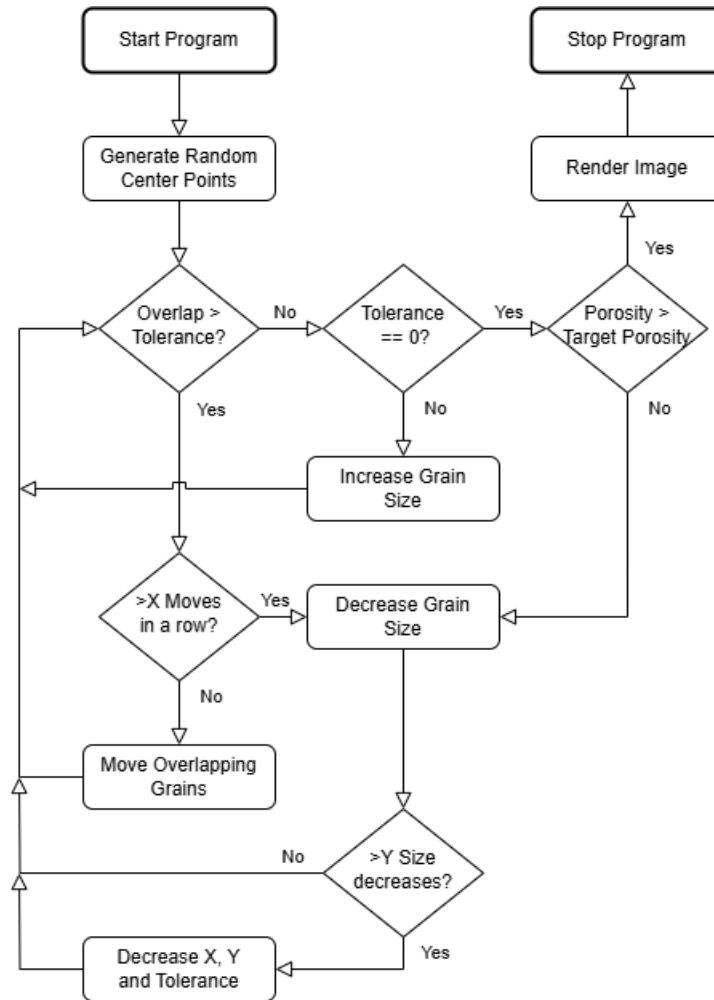 Start Program
Stop Program
Generate Random
Center Points
Render Image
Yes
Overlap >
Tolerance?
No
Tolerance
== 0?
Yes
Porosity >
Target Porosity
Yes
No
No
Increase Grain
Size
>X Moves
in a row?
Yes
Decrease Grain
Size
No
Move Overlapping
Grains
No
>Y Size
decreases?
Yes
Decrease X, Y
and Tolerance